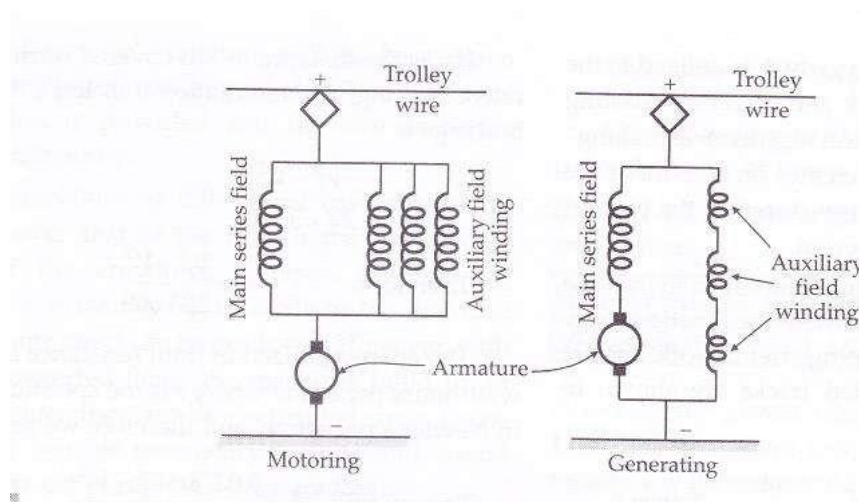 +
Trolley
wire
Main series field
Auxiliary field
winding
Armature
−
Motoring
+
Trolley
wire
Main series field
Auxiliary
field
winding
−
Generating